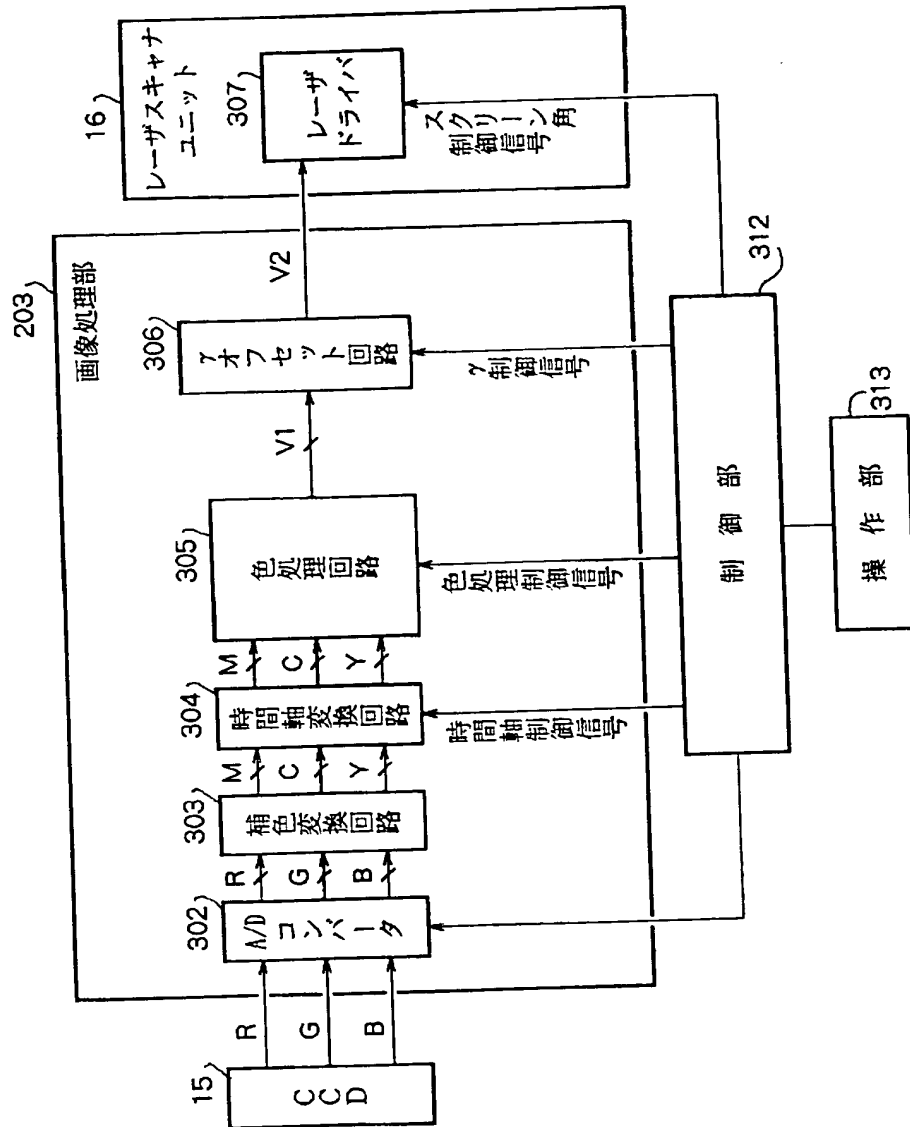 15
CCD
R
G
B
203
画像処理部
302
A/D
コンバータ
R
G
B
303
補色変換回路
M
C
Y
304
時間軸変換回路
M
C
Y
305
色処理回路
V1
306
γオフセット回路
V2
16
レーザスキャナ
ユニット
307
レーザ
ドライバ
時間軸制御信号
色処理制御信号
γ制御信号
スクリーン角
制御信号
312
制御部
313
操作部